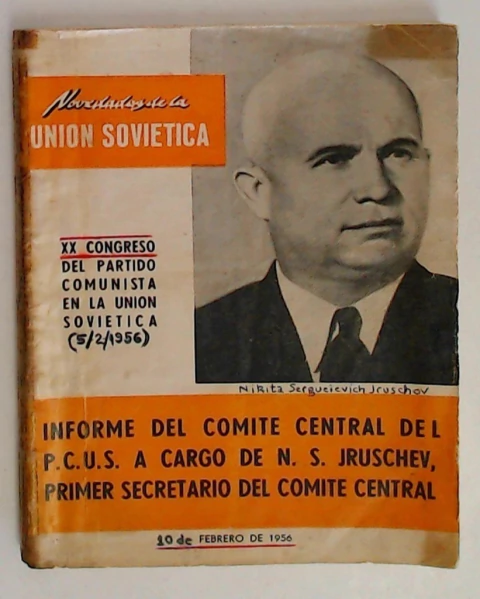 Novedades de la
UNION SOVIETICA
XX CONGRESO
DEL PARTIDO
COMUNISTA
EN LA UNION
SOVIETICA
(5/2/1956)
Nikita Sergueievich Jruschov
INFORME DEL COMITE CENTRAL DEL
P.C.U.S. A CARGO DE N. S. JRUSCHEV,
PRIMER SECRETARIO DEL COMITE CENTRAL
20 de FEBRERO DE 1956